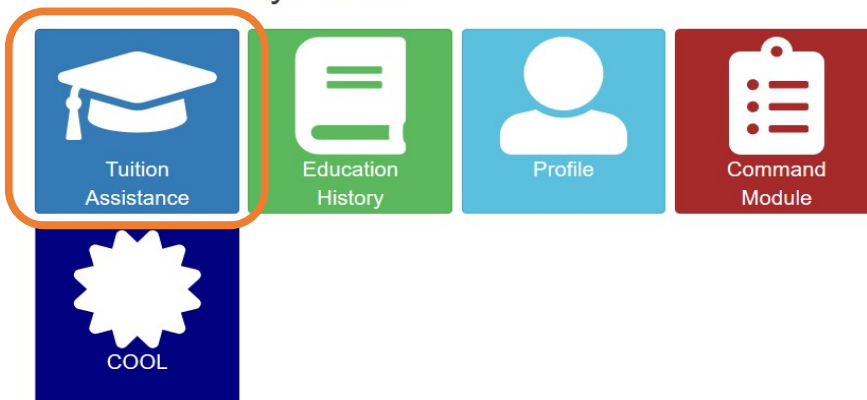 Tuition
Assistance
Education
History
Profile
Command
Module
COOL